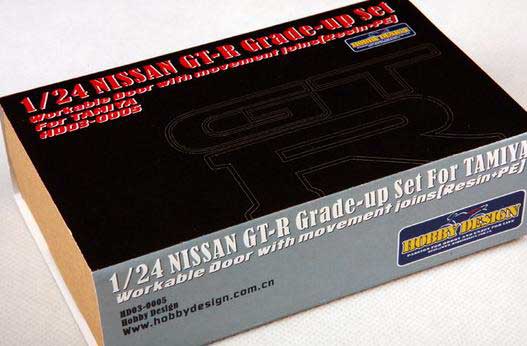 1/24 NISSAN GT-R Grade-up Set
Workable Door with movement joins[Resin+PE]
For TAMIYA
HD03-0005
HOBBY DESIGN
GT
R
1/24 NISSAN GT-R Grade-up Set For TAMIYA
Workable Door with movement joins[Resin+PE]
HD03-0005
Hobby Design
www.hobbydesign.com.cn
HOBBY DESIGN